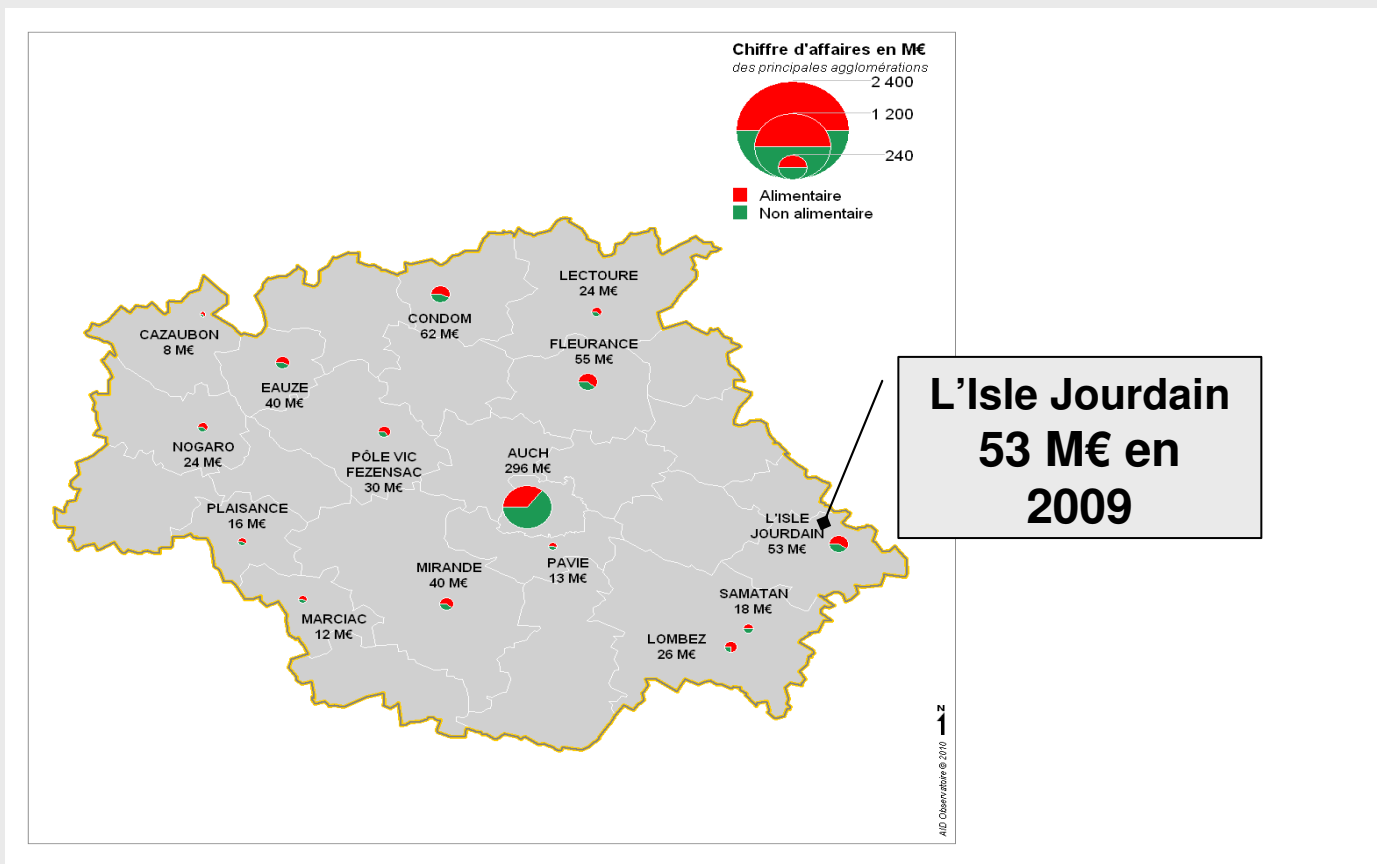 Chiffre d'affaires en M€
des principales agglomérations
2 400
1 200
240
Alimentaire
Non alimentaire
LECTOURE
24 M€
CONDOM
62 M€
CAZAUBON
8 M€
FLEURANCE
55 M€
EAUZE
40 M€
L'Isle Jourdain
53 M€ en
2009
NOGARO
24 M€
PÔLE VIC
FEZENSAC
30 M€
AUCH
296 M€
PLAISANCE
16 M€
L'ISLE
JOURDAIN
53 M€
MIRANDE
40 M€
PAVIE
13 M€
SAMATAN
18 M€
MARCIAC
12 M€
LOMBEZ
26 M€
N
AID Observatoire © 2010